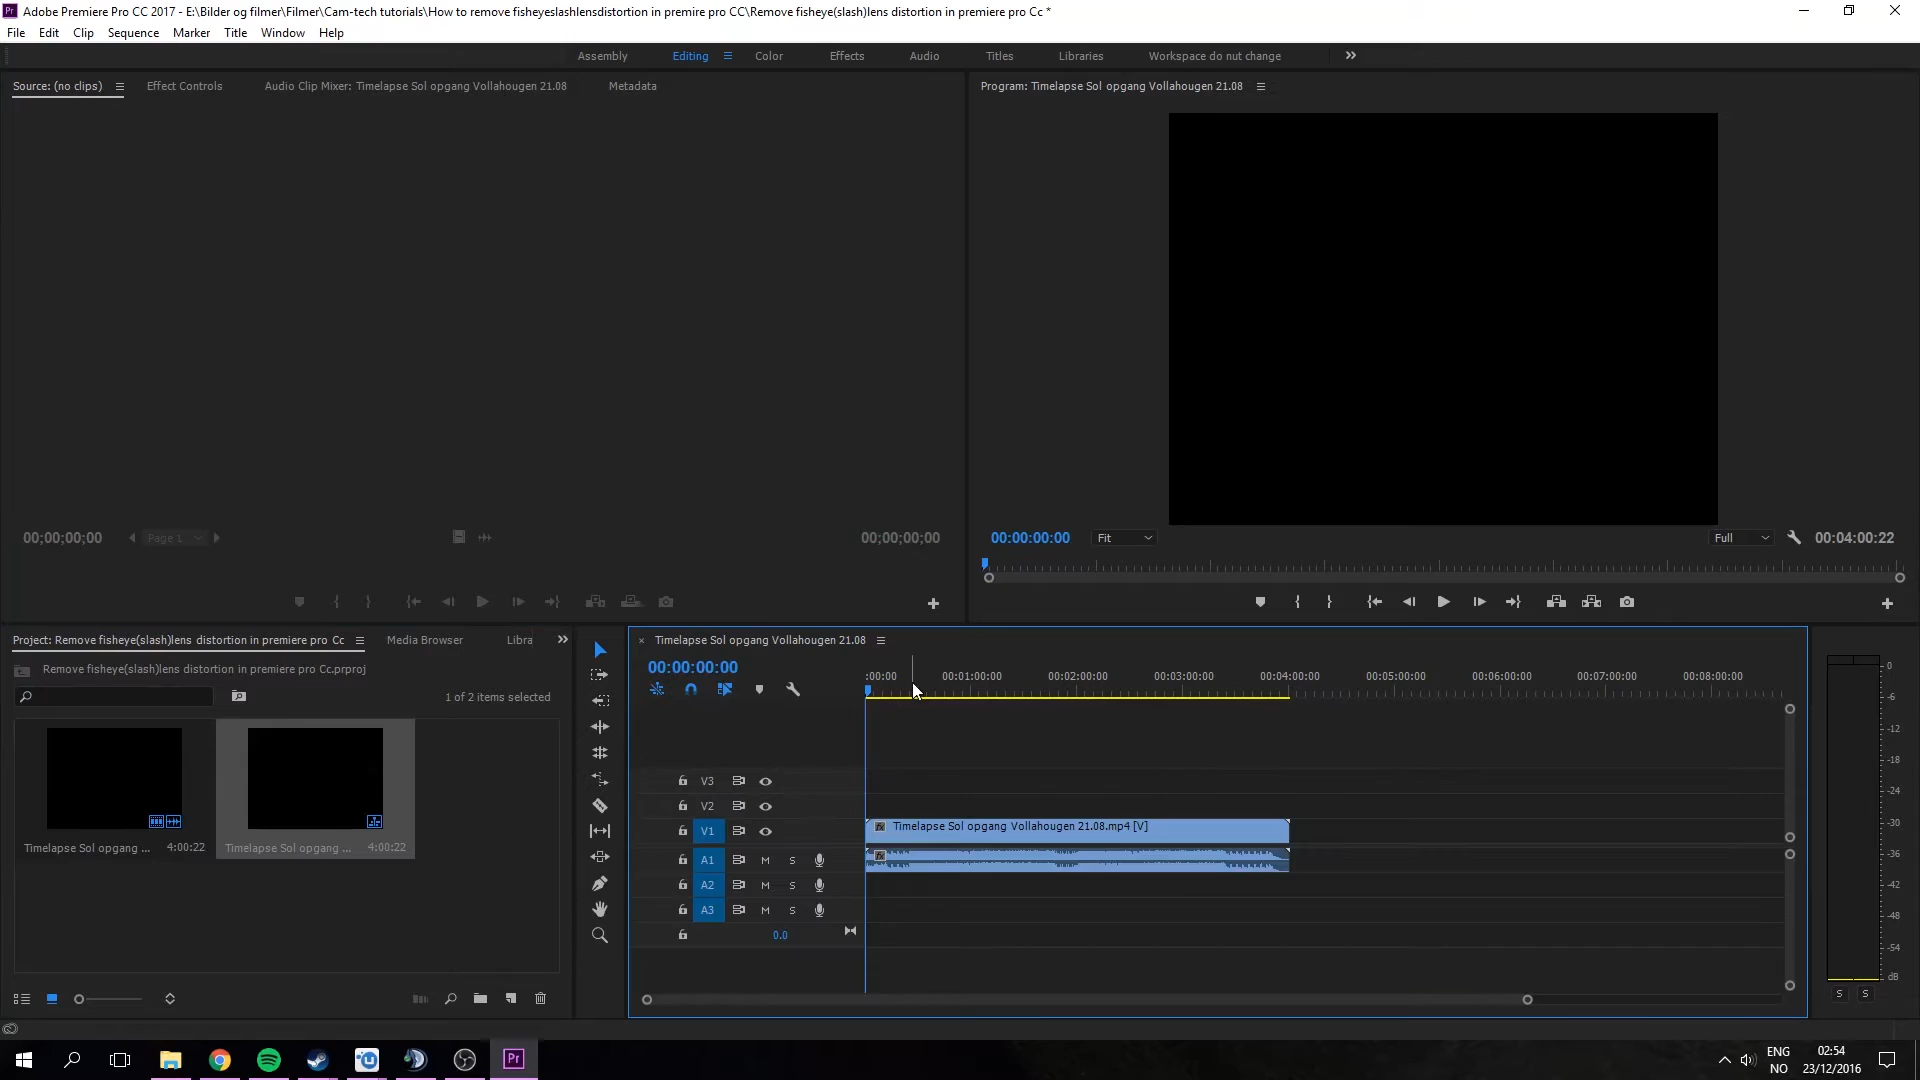 Pr Adobe Premiere Pro CC 2017 - E:\Bilder og filmer\Filmer\Cam-tech tutorials\How to remove fisheyeslashlensdistortion in premire pro CC\Remove fisheye(slash)lens distortion in premiere pro Cc *
File Edit Clip Sequence Marker Title Window Help
Assembly Editing Color Effects Audio Titles Libraries Workspace do nut change
Source: (no clips) Effect Controls Audio Clip Mixer: Timelapse Sol opgang Vollahougen 21.08 Metadata
Program: Timelapse Sol opgang Vollahougen 21.08
00;00;00;00 Page 1 00;00;00;00
00:00:00:00 Fit Full 00:04:00:22
Project: Remove fisheye(slash)lens distortion in premiere pro Cc Media Browser Libra
Remove fisheye(slash)lens distortion in premiere pro Cc.prproj
1 of 2 items selected
Timelapse Sol opgang ... 4:00:22
Timelapse Sol opgang ... 4:00:22
Timelapse Sol opgang Vollahougen 21.08
00:00:00:00
:00:00 00:01:00:00 00:02:00:00 00:03:00:00 00:04:00:00 00:05:00:00 00:06:00:00 00:07:00:00 00:08:00:00
V3
V2
V1 fx Timelapse Sol opgang Vollahougen 21.08.mp4 [V]
A1 M S fx
A2 M S
A3 M S
0.0
0
-6
-12
-18
-24
-30
-36
-42
-48
-54
dB
S S
Pr
ENG
NO
02:54
23/12/2016